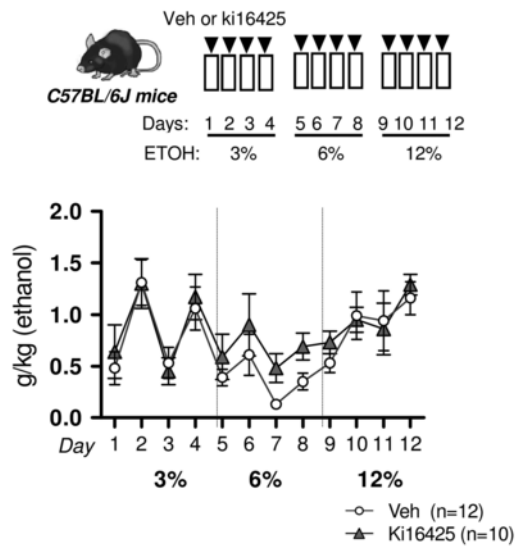 Veh or ki16425
C57BL/6J mice
Days: 1 2 3 4 5 6 7 8 9 10 11 12
ETOH: 3% 6% 12%
2.0
1.5
1.0
0.5
0.0
g/kg (ethanol)
Day 1 2 3 4 5 6 7 8 9 10 11 12
3% 6% 12%
Veh (n=12)
Ki16425 (n=10)